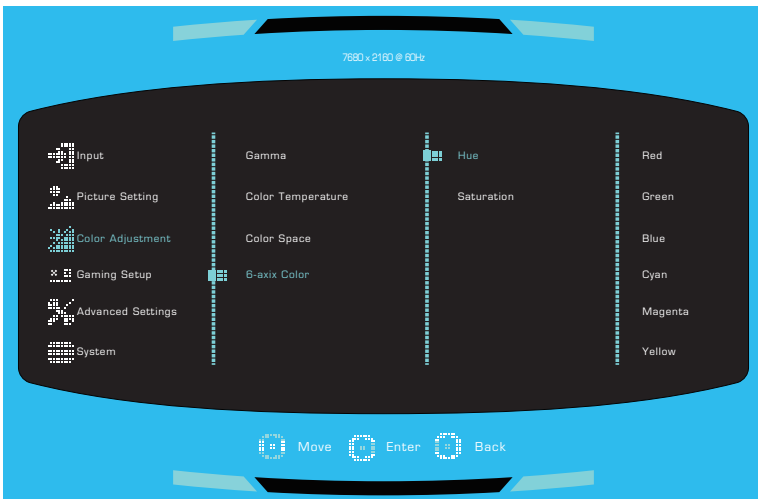 7680 x 2160 @ 60Hz
Input
Gamma
Hue
Red
Picture Setting
Color Temperature
Saturation
Green
Color Adjustment
Color Space
Blue
Gaming Setup
6-axix Color
Cyan
Advanced Settings
Magenta
System
Yellow
Move
Enter
Back